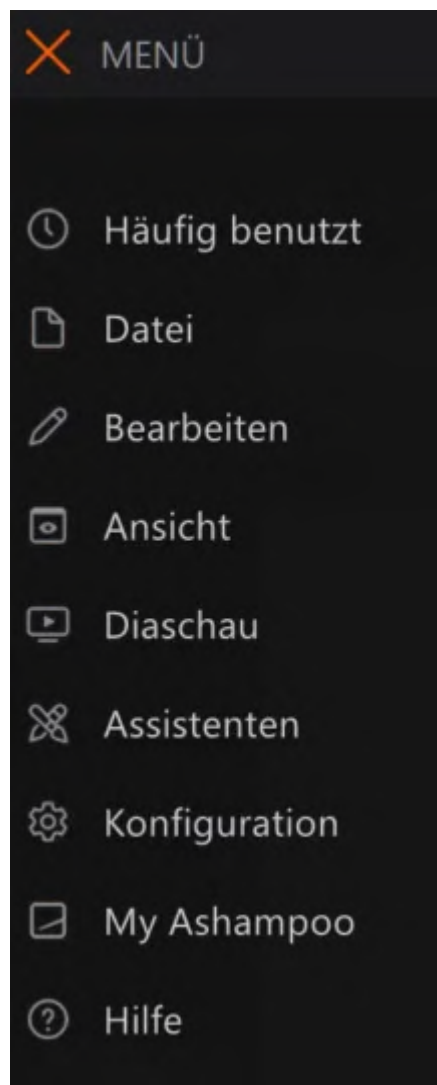 MENÜ
Häufig benutzt
Datei
Bearbeiten
Ansicht
Diaschau
Assistenten
Konfiguration
My Ashampoo
Hilfe